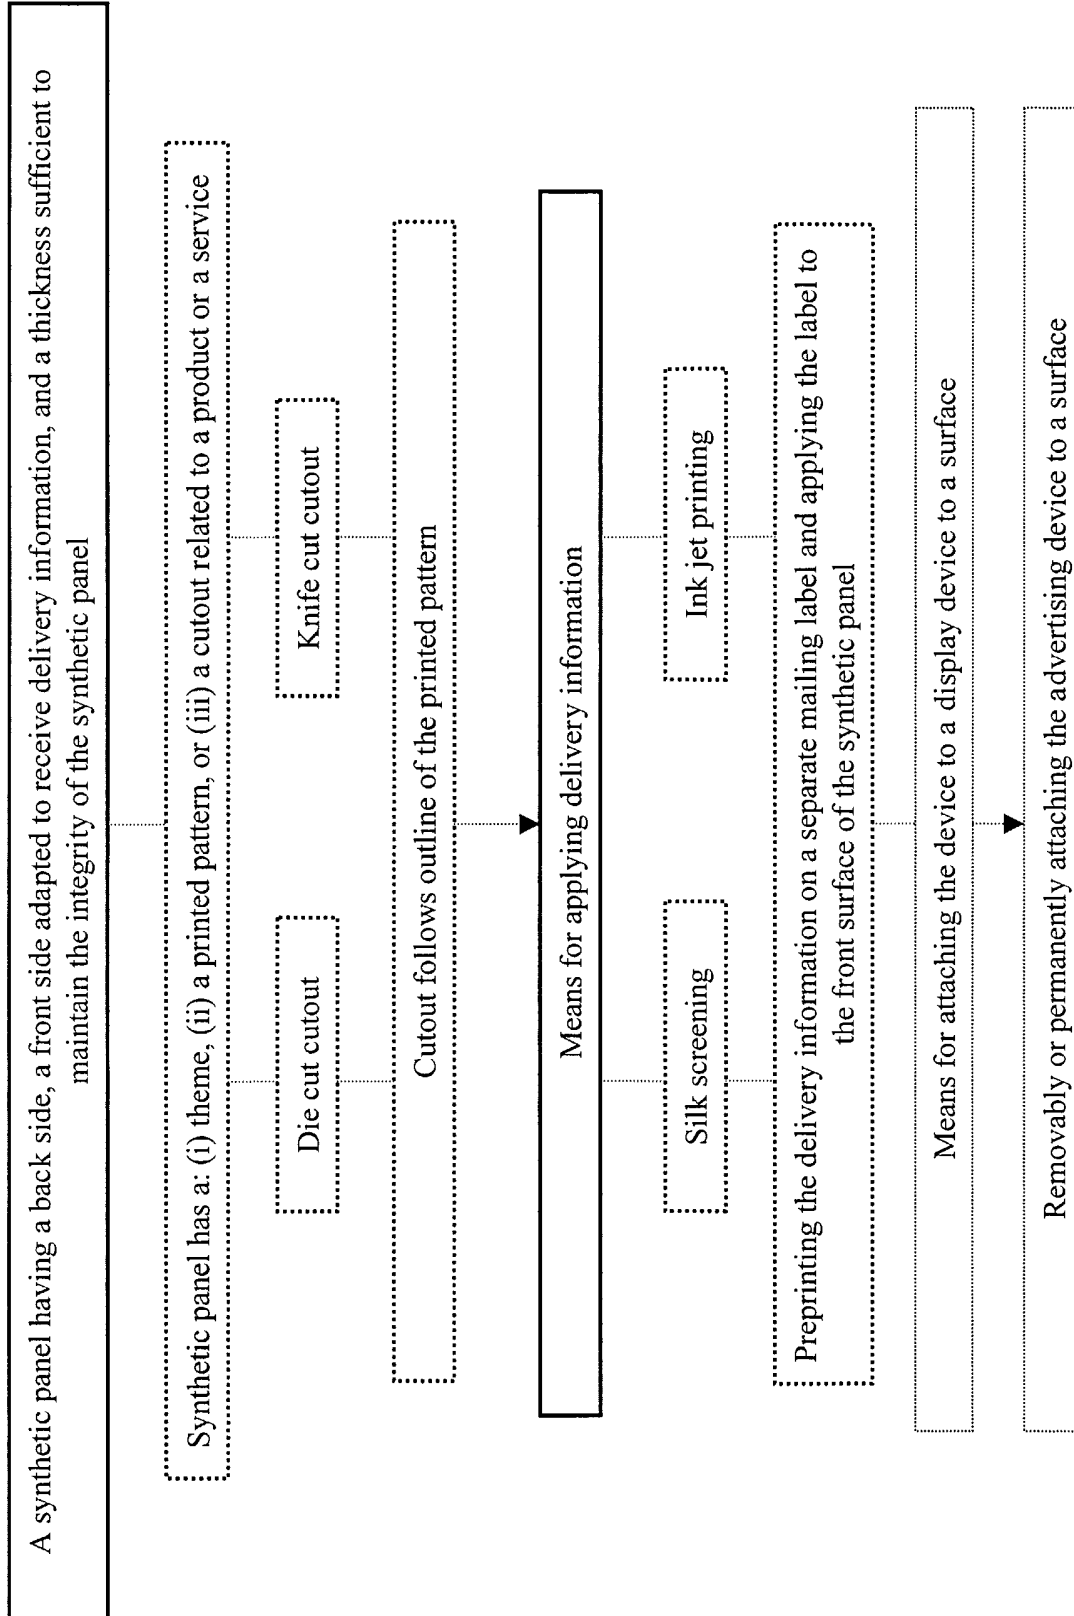 A synthetic panel having a back side, a front side adapted to receive delivery information, and a thickness sufficient to
maintain the integrity of the synthetic panel
Synthetic panel has a: (i) theme, (ii) a printed pattern, or (iii) a cutout related to a product or a service
Die cut cutout
Knife cut cutout
Cutout follows outline of the printed pattern
Means for applying delivery information
Silk screening
Ink jet printing
Preprinting the delivery information on a separate mailing label and applying the label to
the front surface of the synthetic panel
Means for attaching the device to a display device to a surface
Removably or permanently attaching the advertising device to a surface